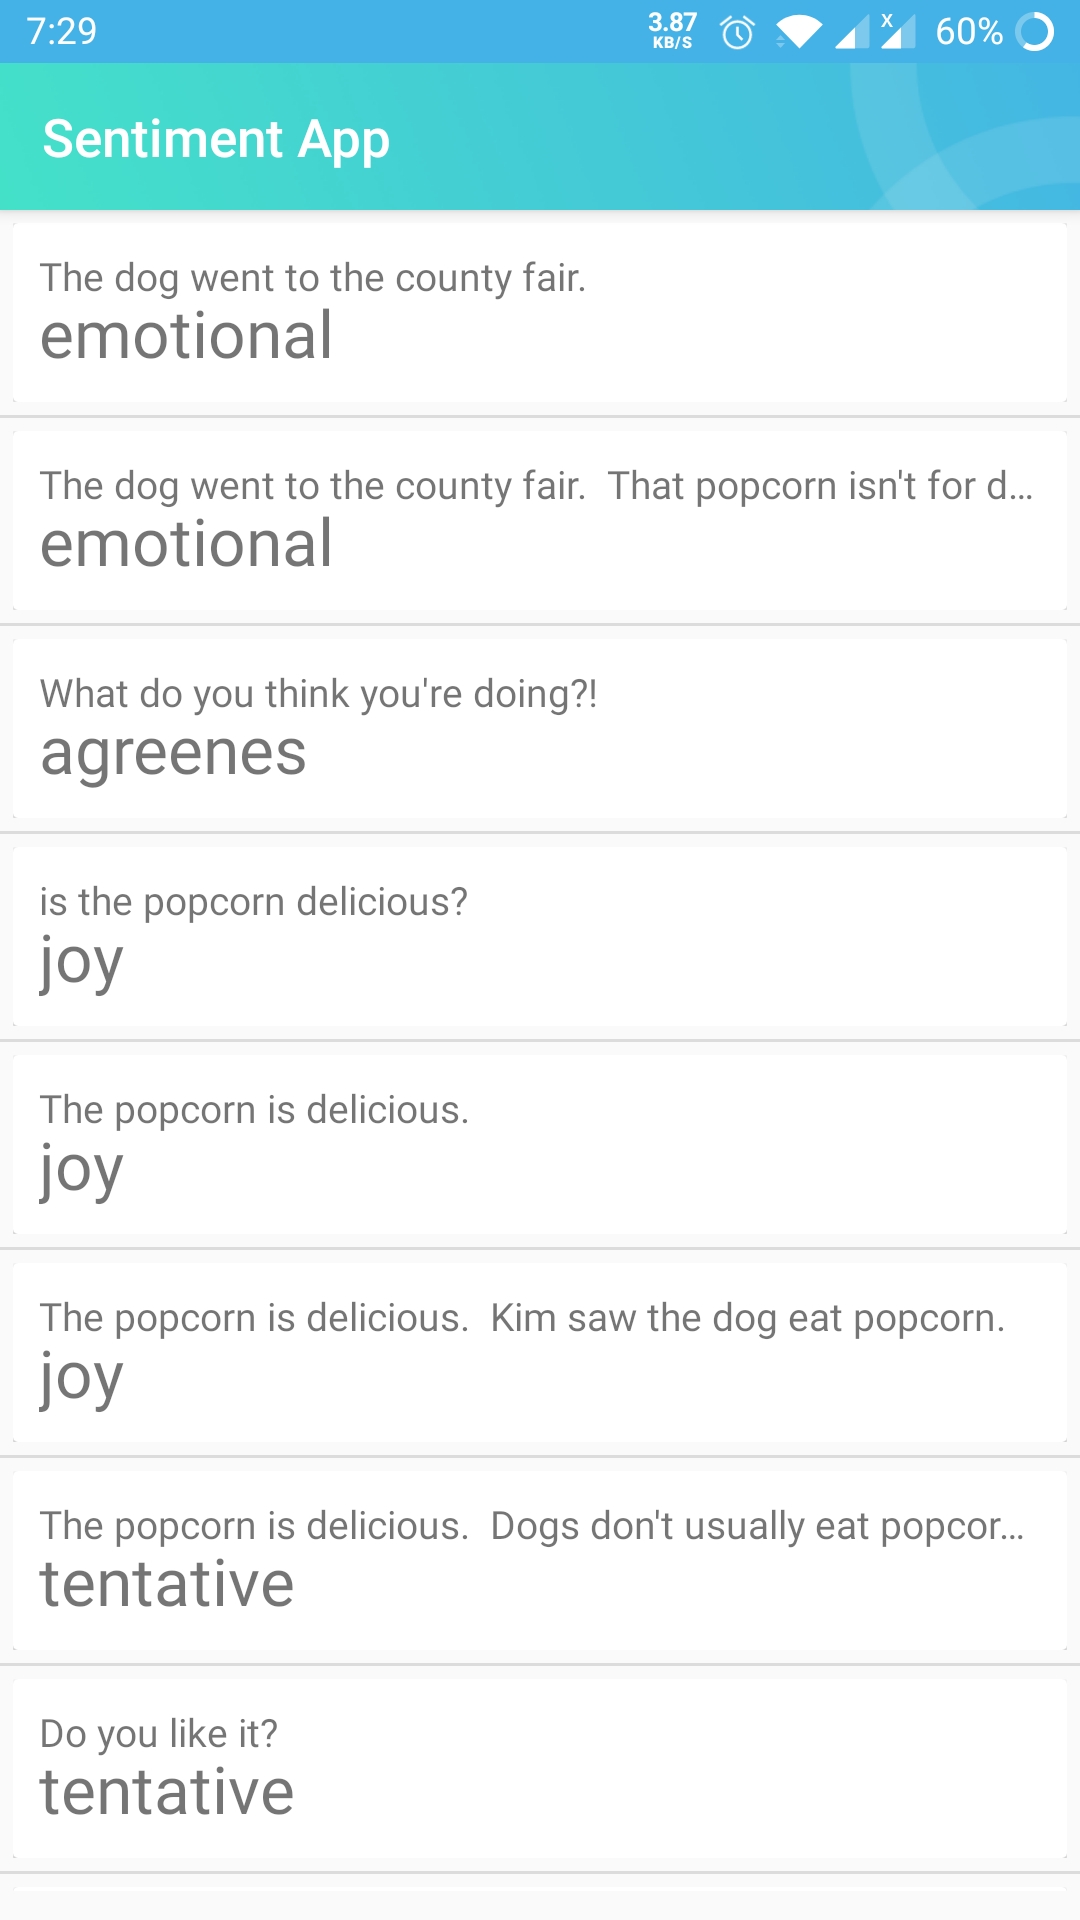 7:29 3.87 KB/S X 60%
Sentiment App
The dog went to the county fair.
emotional
The dog went to the county fair.  That popcorn isn't for d...
emotional
What do you think you're doing?!
agreenes
is the popcorn delicious?
joy
The popcorn is delicious.
joy
The popcorn is delicious.  Kim saw the dog eat popcorn.
joy
The popcorn is delicious.  Dogs don't usually eat popcor...
tentative
Do you like it?
tentative